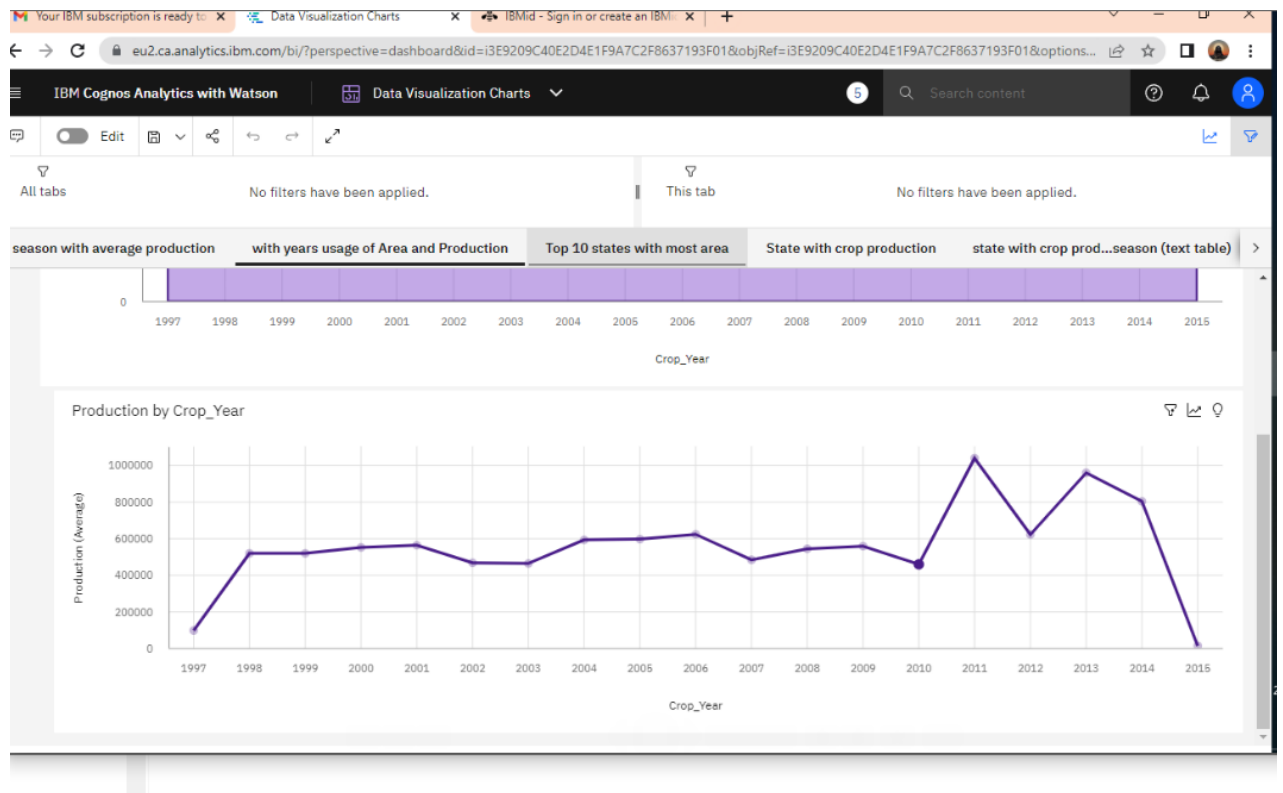 Your IBM subscription is ready to
Data Visualization Charts
IBMid - Sign in or create an IBMi
eu2.ca.analytics.ibm.com/bi/?perspective=dashboard&id=i3E9209C40E2D4E1F9A7C2F8637193F01&objRef=i3E9209C40E2D4E1F9A7C2F8637193F01&options...
IBM Cognos Analytics with Watson
Data Visualization Charts
5
Search content
Edit
All tabs
No filters have been applied.
This tab
No filters have been applied.
season with average production
with years usage of Area and Production
Top 10 states with most area
State with crop production
state with crop prod...season (text table)
0
1997 1998 1999 2000 2001 2002 2003 2004 2005 2006 2007 2008 2009 2010 2011 2012 2013 2014 2015
Crop_Year
Production by Crop_Year
Production (Average)
1000000
800000
600000
400000
200000
0
1997 1998 1999 2000 2001 2002 2003 2004 2005 2006 2007 2008 2009 2010 2011 2012 2013 2014 2015
Crop_Year